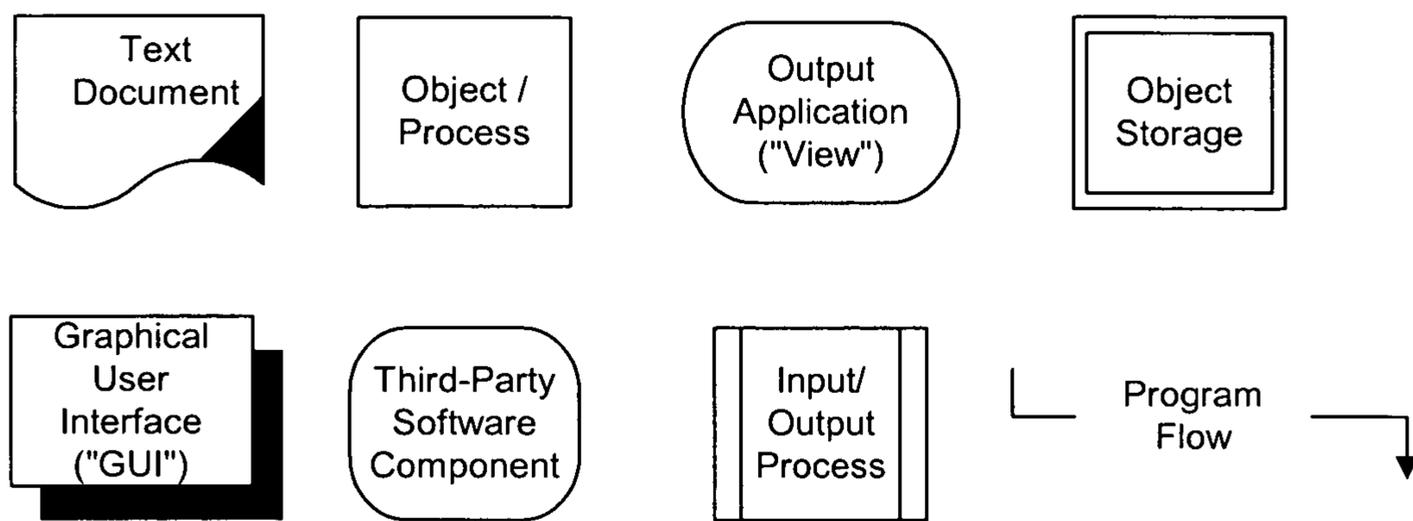 Text
Document
Object /
Process
Output
Application
("View")
Object
Storage
Graphical
User
Interface
("GUI")
Third-Party
Software
Component
Input/
Output
Process
Program
Flow